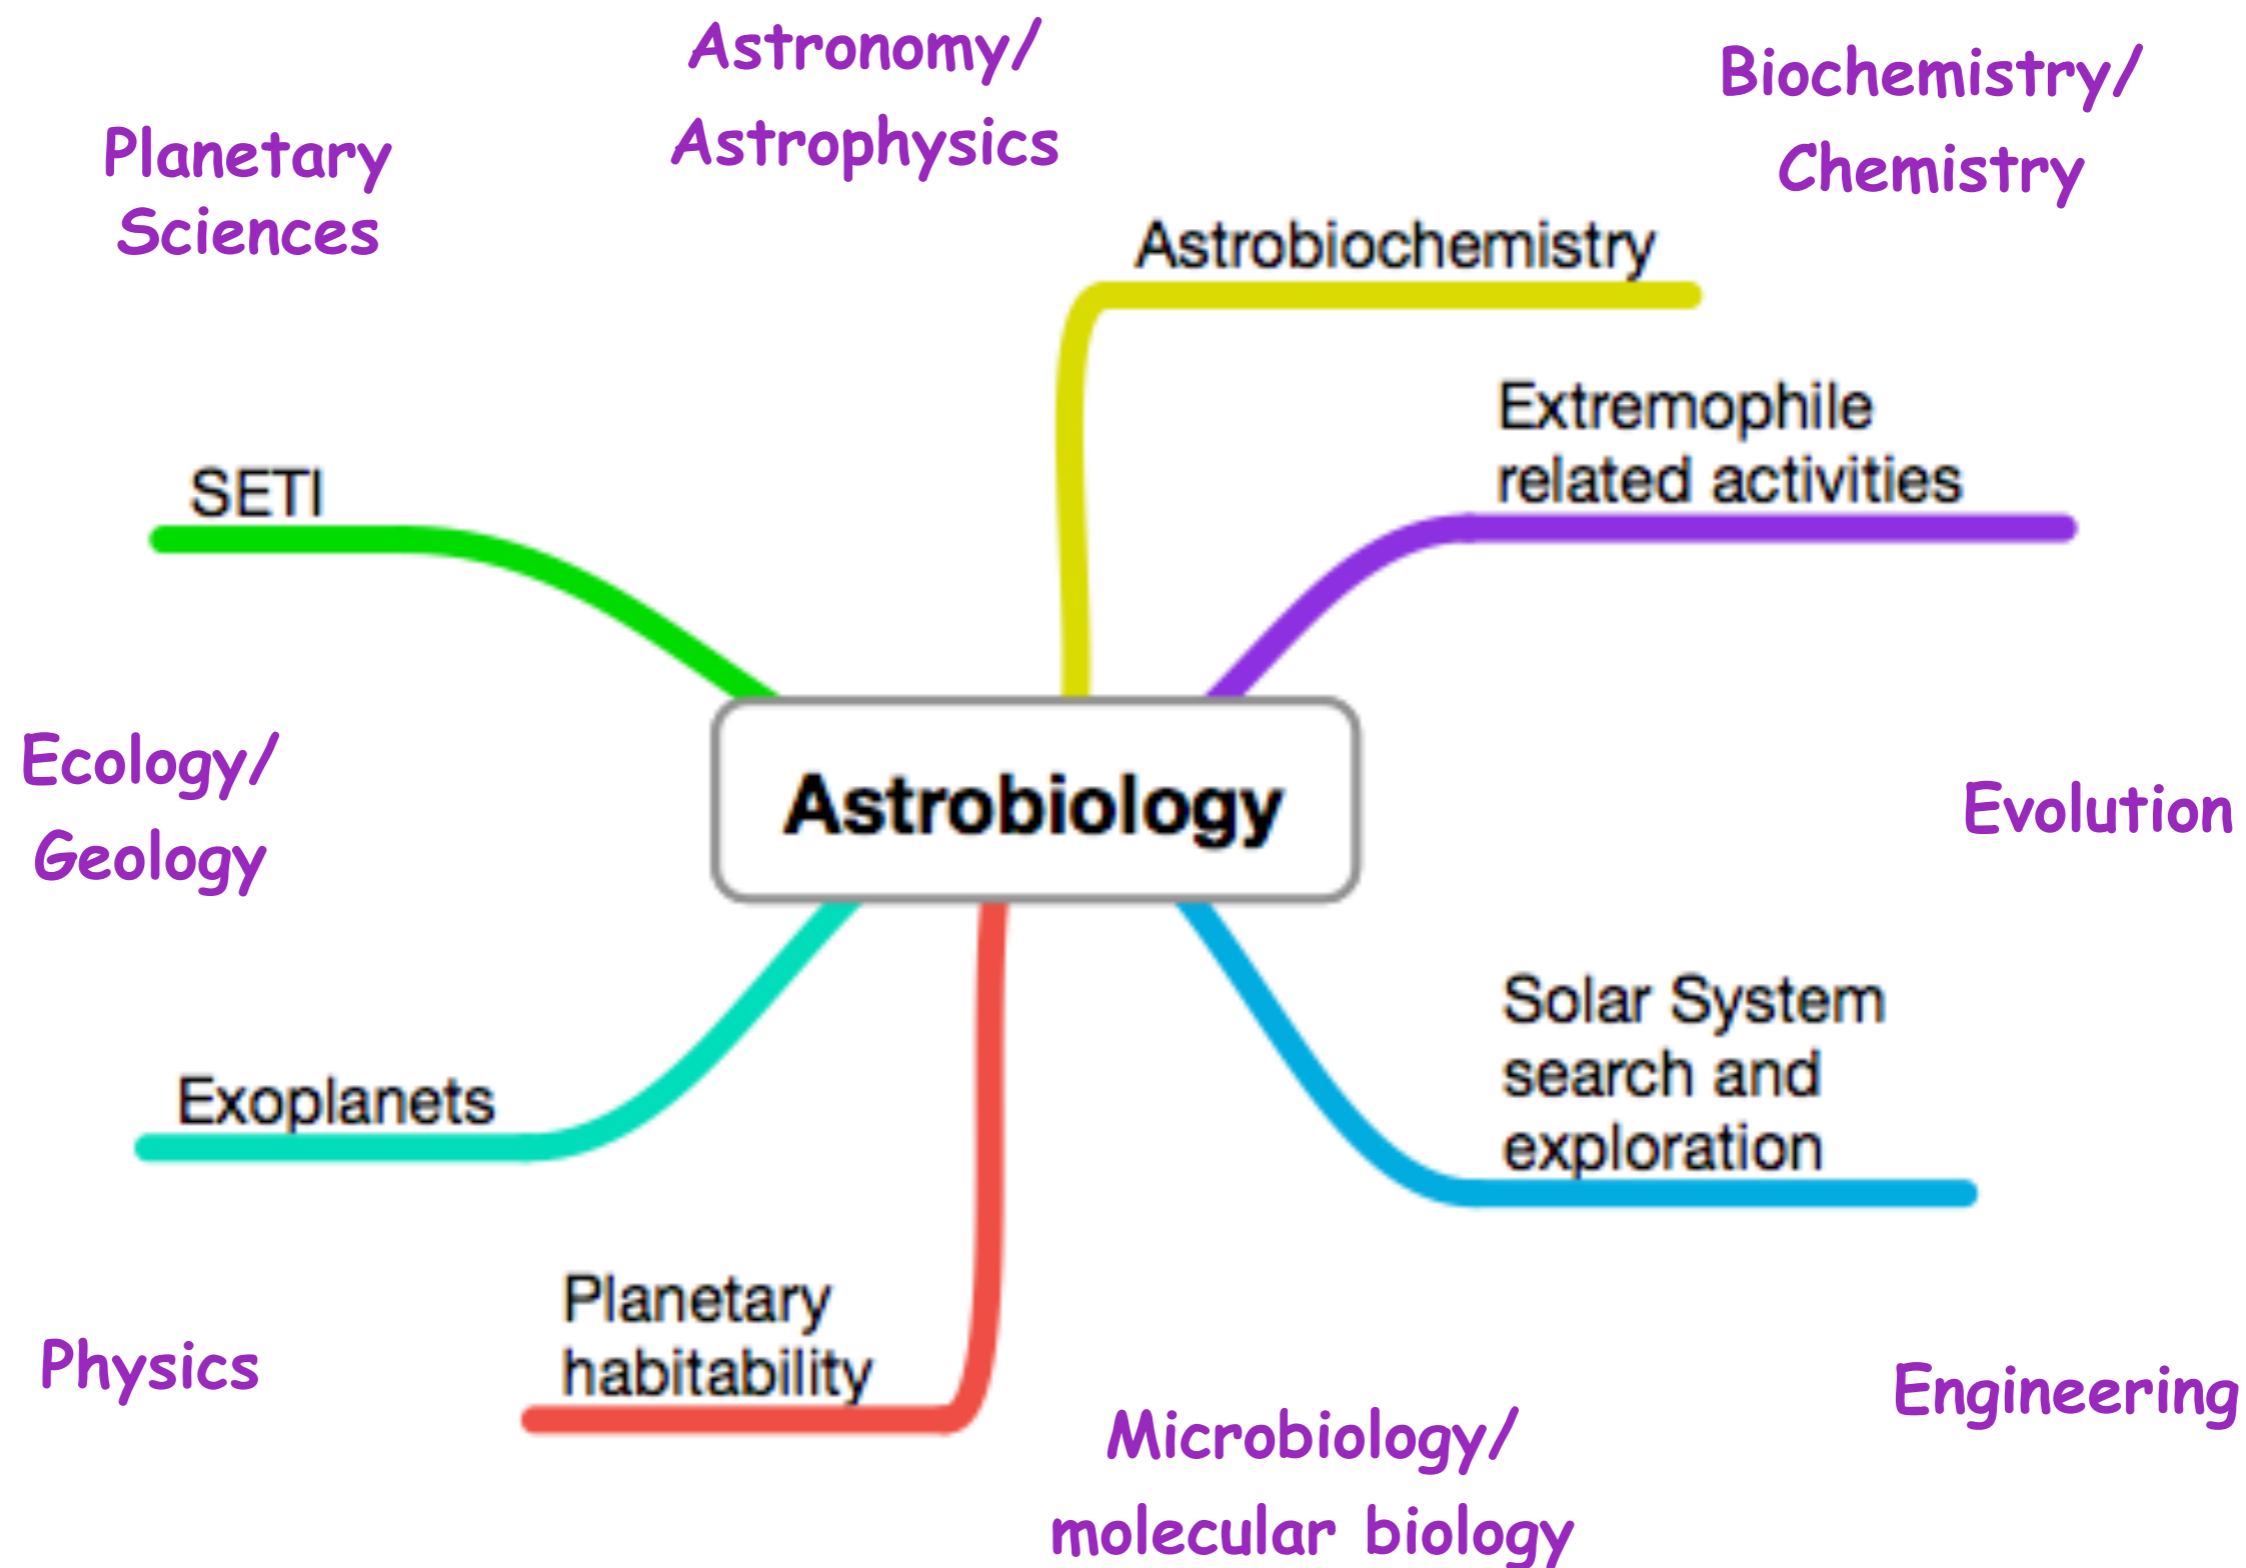 Astronomy/
Astrophysics
Biochemistry/
Chemistry
Planetary
Sciences
Astrobiochemistry
Extremophile
related activities
SETI
Ecology/
Geology
Astrobiology
Evolution
Solar System
search and
exploration
Exoplanets
Planetary
habitability
Physics
Engineering
Microbiology/
molecular biology